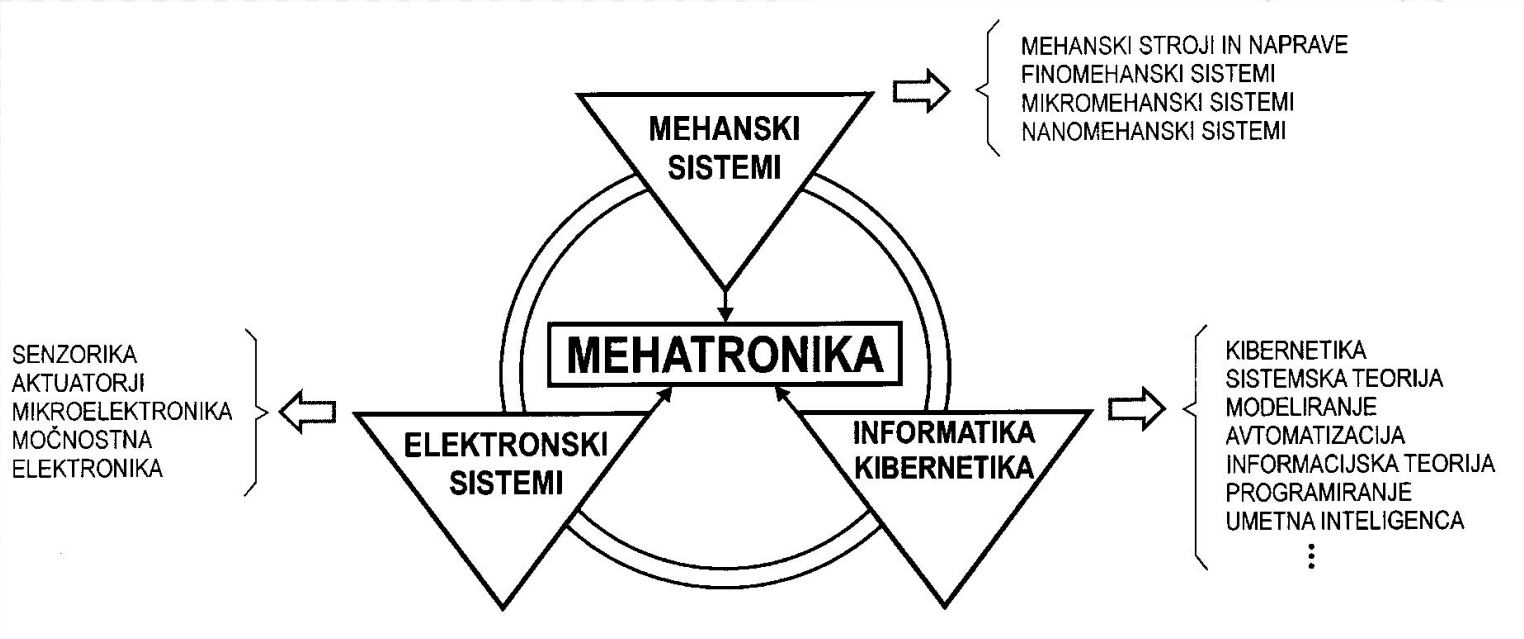 MEHANSKI STROJI IN NAPRAVE
FINOMEHANSKI SISTEMI
MIKROMEHANSKI SISTEMI
NANOMEHANSKI SISTEMI
MEHANSKI
SISTEMI
MEHATRONIKA
SENZORIKA
AKTUATORJI
MIKROELEKTRONIKA
MOČNOSTNA
ELEKTRONIKA
ELEKTRONSKI
SISTEMI
INFORMATIKA
KIBERNETIKA
KIBERNETIKA
SISTEMSKA TEORIJA
MODELIRANJE
AVTOMATIZACIJA
INFORMACIJSKA TEORIJA
PROGRAMIRANJE
UMETNA INTELIGENCA
⋮